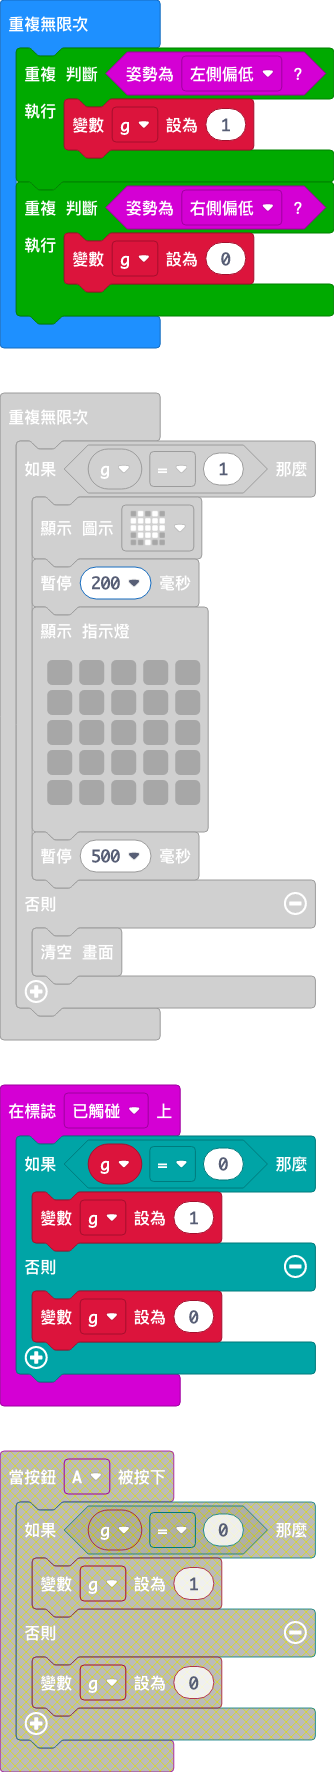 重複無限次
重複 判斷 姿勢為 左側偏低 ?
執行 變數 g 設為 1
重複 判斷 姿勢為 右側偏低 ?
執行 變數 g 設為 0
重複無限次
如果 g = 1 那麼
顯示 圖示
暫停 200 毫秒
顯示 指示燈
暫停 500 毫秒
否則
清空 畫面
在標誌 已觸碰 上
如果 g = 0 那麼
變數 g 設為 1
否則
變數 g 設為 0
當按鈕 A 被按下
如果 g = 0 那麼
變數 g 設為 1
否則
變數 g 設為 0